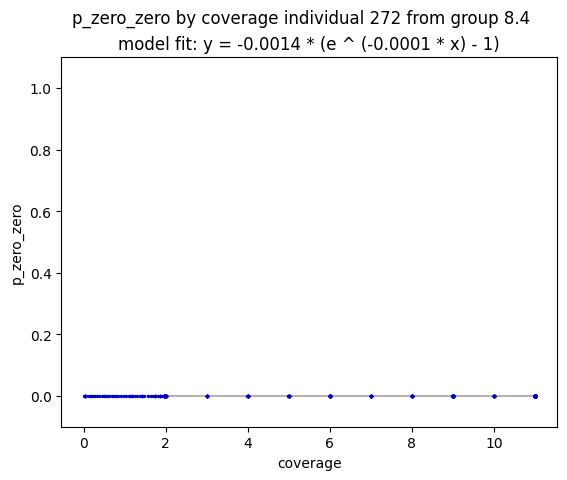 p_zero_zero by coverage individual 272 from group 8.4
model fit: y = -0.0014 * (e ^ (-0.0001 * x) - 1)
1.0
0.8
0.6
0.4
0.2
0.0
p_zero_zero
0 2 4 6 8 10
coverage